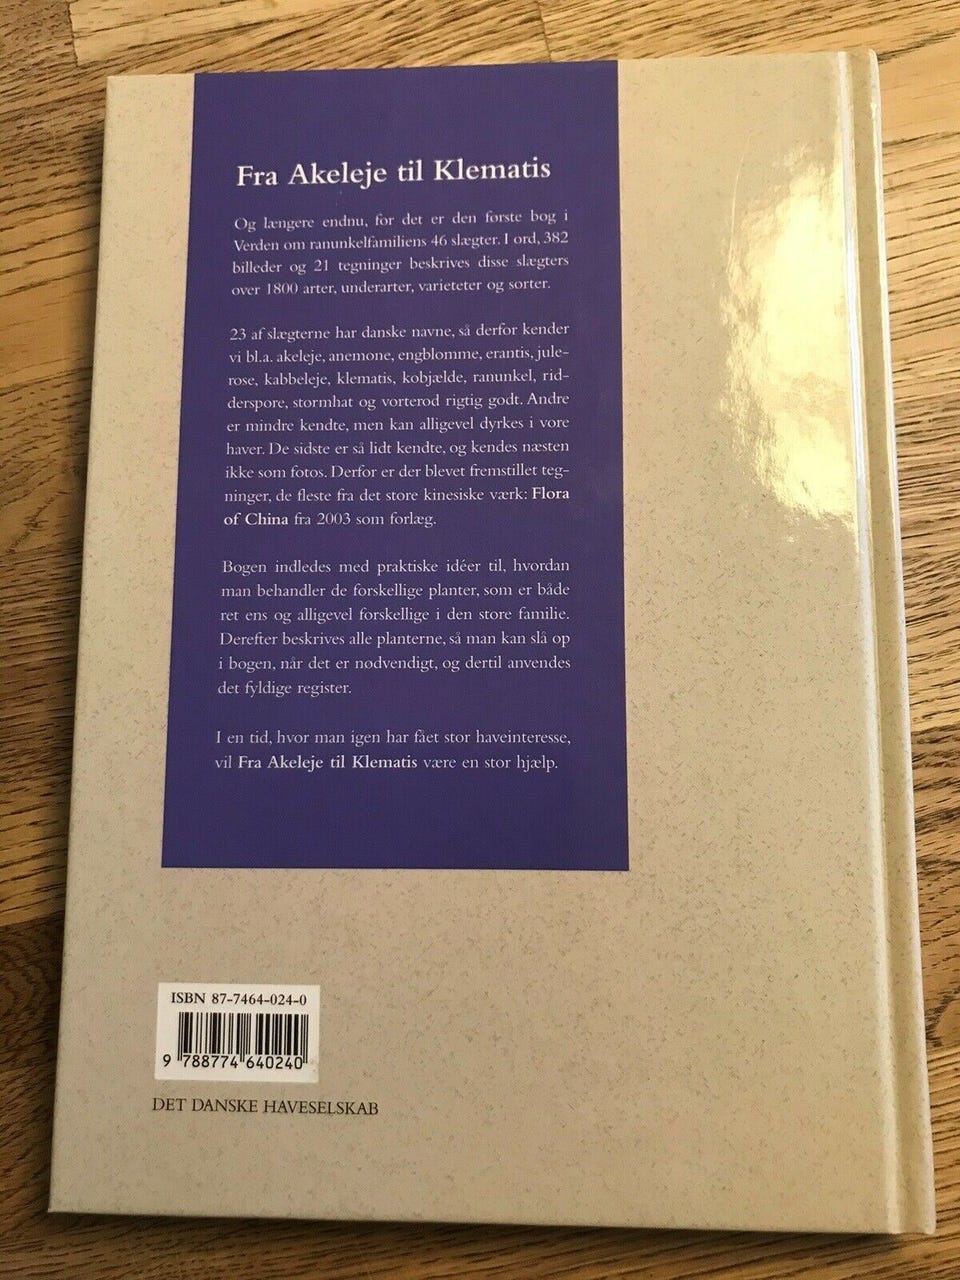 Fra Akeleje til Klematis
Og længere endnu, for det er den første bog i
Verden om ranunkelfamiliens 46 slægter. I ord, 382
billeder og 21 tegninger beskrives disse slægters
over 1800 arter, underarter, varieteter og sorter.
23 af slægterne har danske navne, så derfor kender
vi bl.a. akeleje, anemone, engblomme, erantis, jule-
rose, kabbeleje, klematis, kobjælde, ranunkel, rid-
derspore, stormhat og vorterod rigtig godt. Andre
er mindre kendte, men kan alligevel dyrkes i vore
haver. De sidste er så lidt kendte, og kendes næsten
ikke som fotos. Derfor er der blevet fremstillet teg-
ninger, de fleste fra det store kinesiske værk: Flora
of China fra 2003 som forlæg.
Bogen indledes med praktiske idéer til, hvordan
man behandler de forskellige planter, som er både
ret ens og alligevel forskellige i den store familie.
Derefter beskrives alle planterne, så man kan slå op
i bogen, når det er nødvendigt, og dertil anvendes
det fyldige register.
I en tid, hvor man igen har fået stor haveinteresse,
vil Fra Akeleje til Klematis være en stor hjælp.
ISBN 87-7464-024-0
9 788774 640240
DET DANSKE HAVESELSKAB